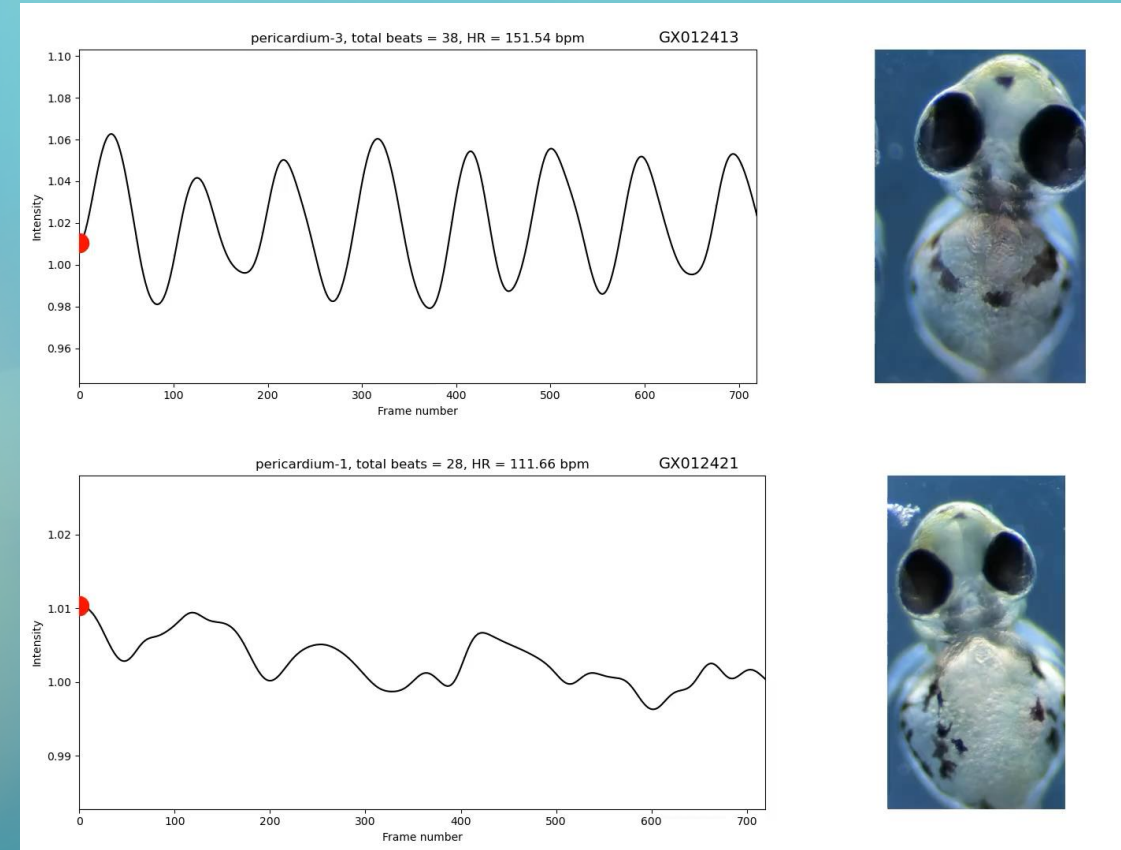 pericardium-3, total beats = 38, HR = 151.54 bpm GX012413
1.10
1.08
1.06
1.04
1.02
1.00
0.98
0.96
Intensity
0 100 200 300 400 500 600 700
Frame number
pericardium-1, total beats = 28, HR = 111.66 bpm GX012421
1.02
1.01
1.00
0.99
Intensity
0 100 200 300 400 500 600 700
Frame number